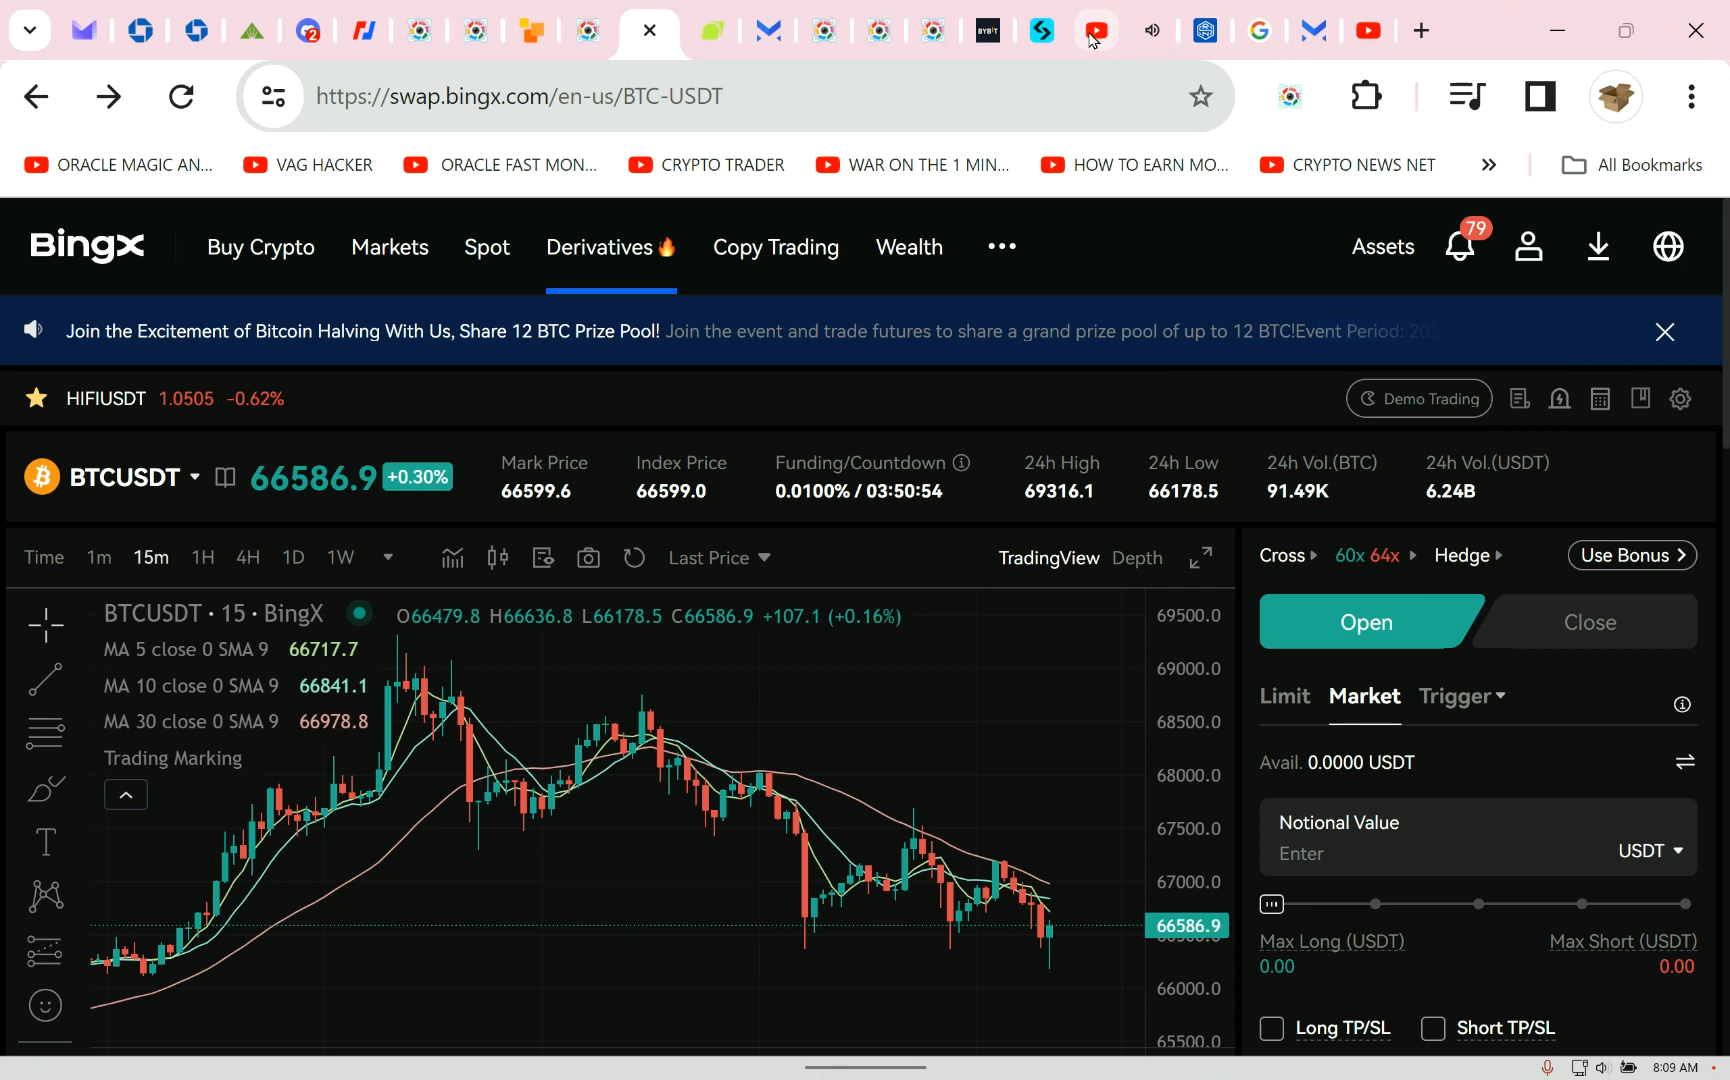 2
BYBIT
https://swap.bingx.com/en-us/BTC-USDT
ORACLE MAGIC AN... VAG HACKER ORACLE FAST MON... CRYPTO TRADER WAR ON THE 1 MIN... HOW TO EARN MO... CRYPTO NEWS NET » All Bookmarks
BingX Buy Crypto Markets Spot Derivatives Copy Trading Wealth ••• Assets 79
Join the Excitement of Bitcoin Halving With Us, Share 12 BTC Prize Pool! Join the event and trade futures to share a grand prize pool of up to 12 BTC!Event Period: 20
HIFIUSDT 1.0505 -0.62% Demo Trading
BTCUSDT 66586.9 +0.30%
Mark Price Index Price Funding/Countdown 24h High 24h Low 24h Vol.(BTC) 24h Vol.(USDT)
66599.6 66599.0 0.0100% / 03:50:54 69316.1 66178.5 91.49K 6.24B
Time 1m 15m 1H 4H 1D 1W Last Price TradingView Depth
BTCUSDT · 15 · BingX O66479.8 H66636.8 L66178.5 C66586.9 +107.1 (+0.16%)
MA 5 close 0 SMA 9 66717.7
MA 10 close 0 SMA 9 66841.1
MA 30 close 0 SMA 9 66978.8
Trading Marking
69500.0
69000.0
68500.0
68000.0
67500.0
67000.0
66586.9
66000.0
65500.0
Cross 60x 64x Hedge Use Bonus
Open Close
Limit Market Trigger
Avail. 0.0000 USDT
Notional Value
Enter USDT
Max Long (USDT) Max Short (USDT)
0.00 0.00
Long TP/SL Short TP/SL
8:09 AM